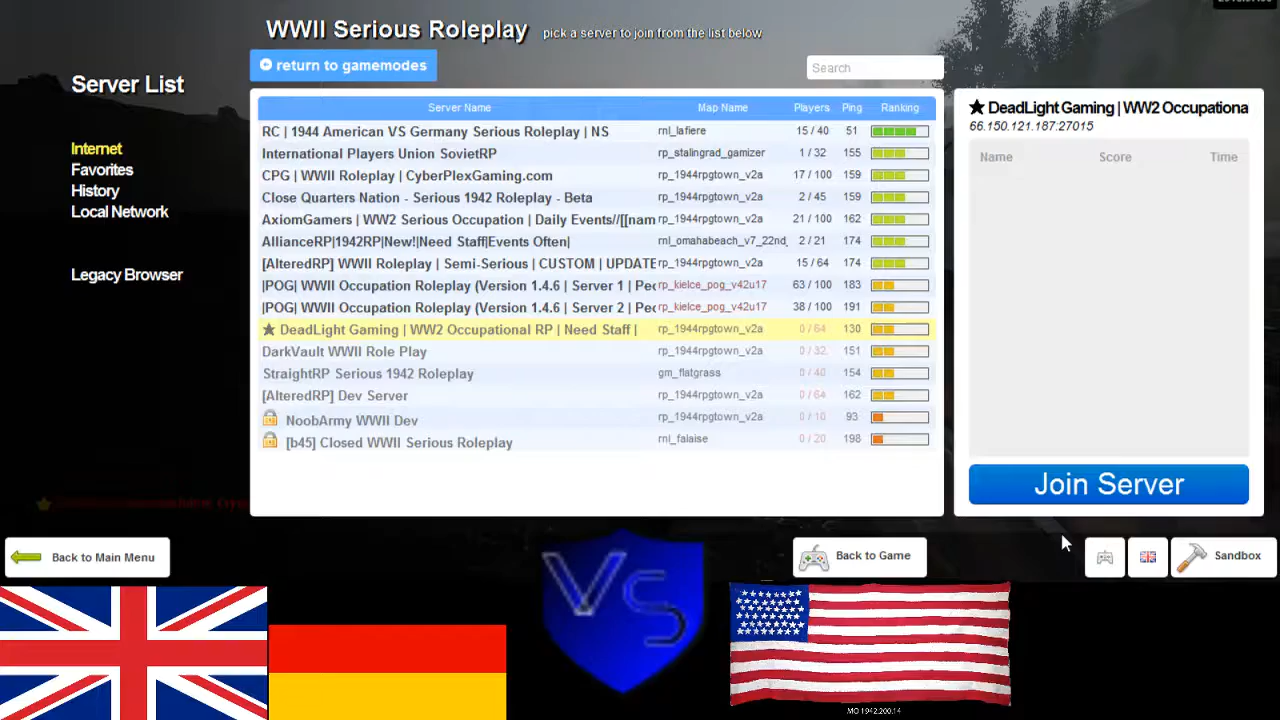 WWII Serious Roleplay pick a server to join from the list below
return to gamemodes
Search
Server List
Internet
Favorites
History
Local Network
Legacy Browser
Server Name Map Name Players Ping Ranking
RC | 1944 American VS Germany Serious Roleplay | NS rnl_lafiere 15 / 40 51
International Players Union SovietRP rp_stalingrad_gamizer 1 / 32 155
CPG | WWII Roleplay | CyberPlexGaming.com rp_1944rpgtown_v2a 17 / 100 159
Close Quarters Nation - Serious 1942 Roleplay - Beta rp_1944rpgtown_v2a 2 / 45 159
AxiomGamers | WW2 Serious Occupation | Daily Events//[[nam rp_1944rpgtown_v2a 21 / 100 162
AllianceRP|1942RP|New!|Need Staff|Events Often| rnl_omahabeach_v7_22nd_ 2 / 21 174
[AlteredRP] WWII Roleplay | Semi-Serious | CUSTOM | UPDATE rp_1944rpgtown_v2a 15 / 64 174
|POG| WWII Occupation Roleplay (Version 1.4.6 | Server 1 | Pec rp_kielce_pog_v42u17 63 / 100 183
|POG| WWII Occupation Roleplay (Version 1.4.6 | Server 2 | Pec rp_kielce_pog_v42u17 38 / 100 191
★ DeadLight Gaming | WW2 Occupational RP | Need Staff | rp_1944rpgtown_v2a 0 / 64 130
DarkVault WWII Role Play rp_1944rpgtown_v2a 0 / 32 151
StraightRP Serious 1942 Roleplay gm_flatgrass 0 / 40 154
[AlteredRP] Dev Server rp_1944rpgtown_v2a 0 / 64 162
NoobArmy WWII Dev rp_1944rpgtown_v2a 0 / 10 93
[b45] Closed WWII Serious Roleplay rnl_falaise 0 / 20 198
★ DeadLight Gaming | WW2 Occupationa
66.150.121.187:27015
Name Score Time
Join Server
Back to Main Menu
Back to Game
Sandbox
VS
MO 1942.200.14